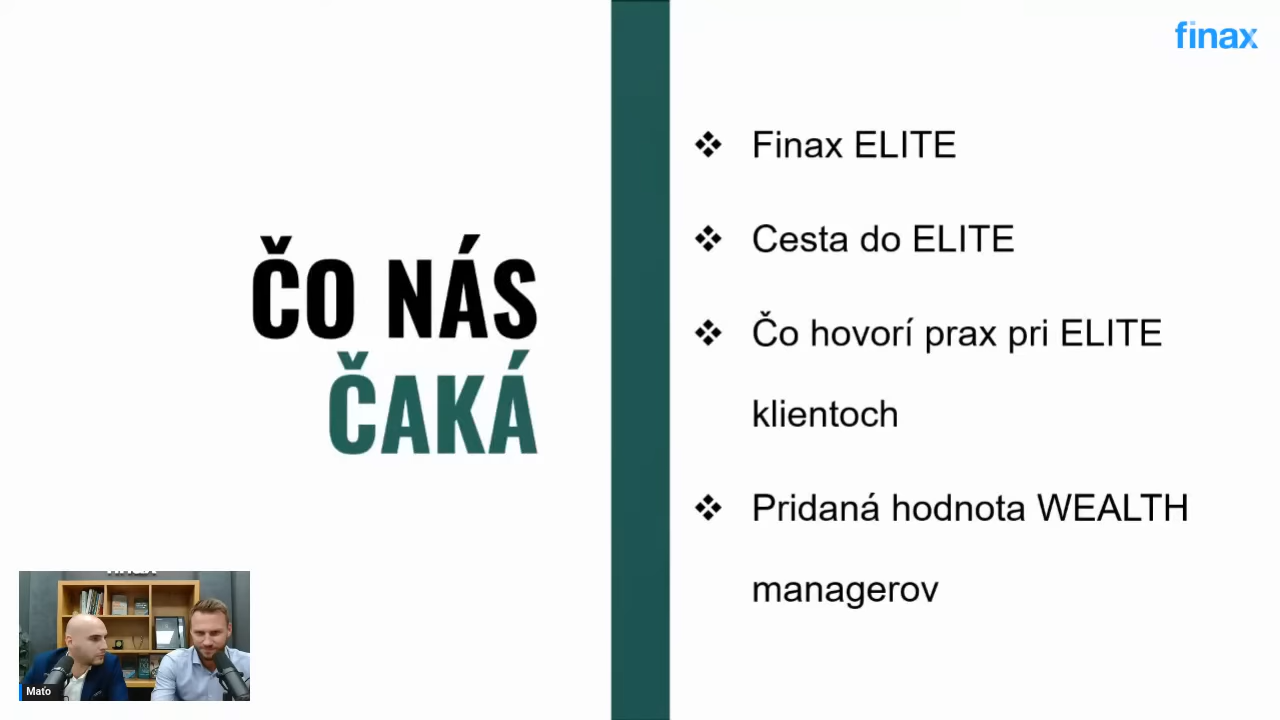 finax
ČO NÁS
ČAKÁ
Finax ELITE
Cesta do ELITE
Čo hovorí prax pri ELITE
klientoch
Pridaná hodnota WEALTH
managerov
Maťo